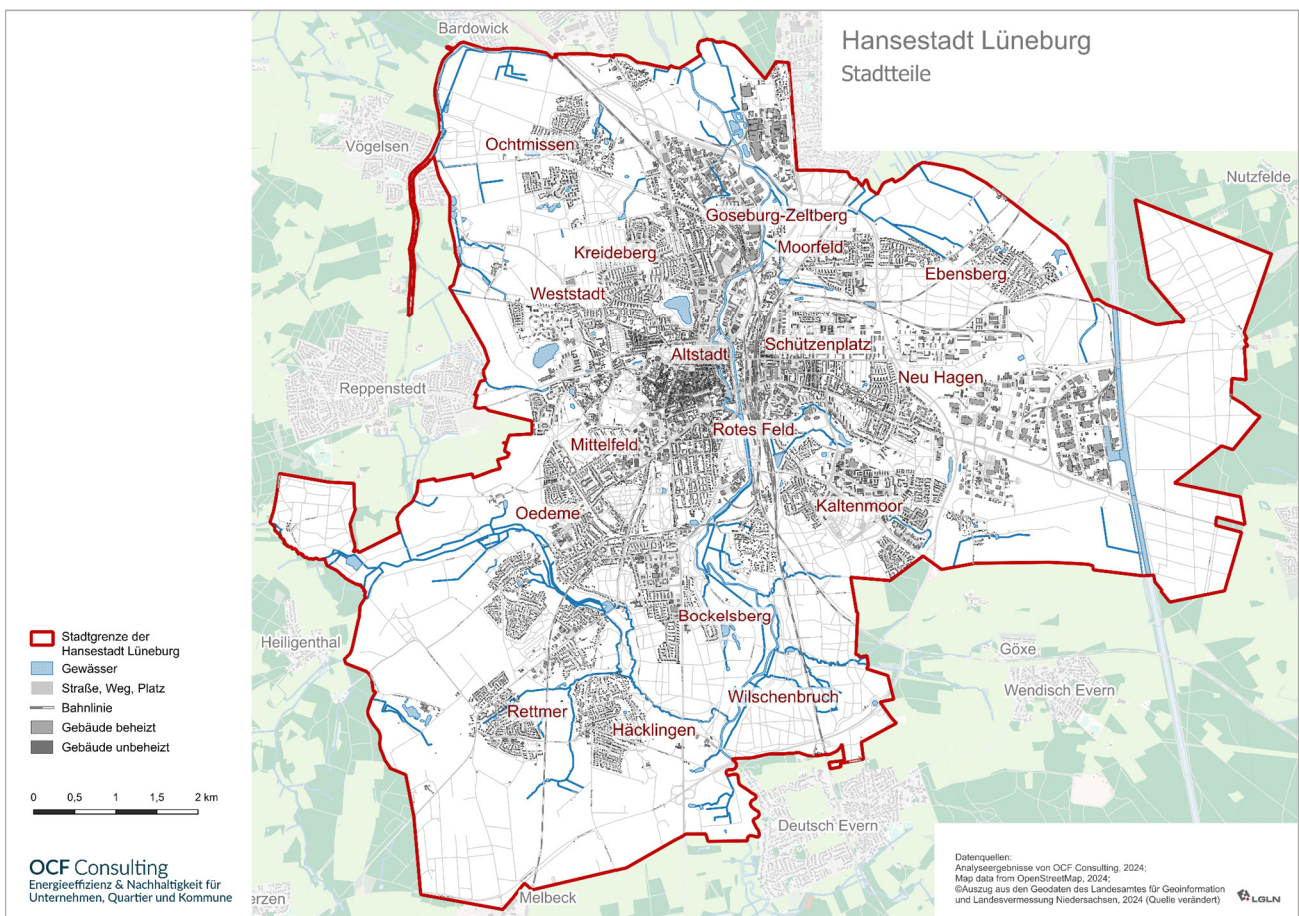 Hansestadt Lüneburg
Stadtteile
Bardowick
Vögelsen
Ochtmissen
Nutzfelde
Goseburg-Zeltberg
Moorfeld
Kreideberg
Ebensberg
Weststadt
Schützenplatz
Altstadt
Reppenstedt
Neu Hagen
Rotes Feld
Mittelfeld
Kaltenmoor
Oedeme
Bockelsberg
Heiligenthal
Göxe
Wendisch Evern
Wilschenbruch
Rettmer
Häcklingen
Deutsch Evern
Melbeck
erzen
Stadtgrenze der
Hansestadt Lüneburg
Gewässer
Straße, Weg, Platz
Bahnlinie
Gebäude beheizt
Gebäude unbeheizt
0 0,5 1 1,5 2 km
OCF Consulting
Energieeffizienz & Nachhaltigkeit für
Unternehmen, Quartier und Kommune
Datenquellen:
Analyseergebnisse von OCF Consulting, 2024;
Map data from OpenStreetMap, 2024;
©Auszug aus den Geodaten des Landesamtes für Geoinformation
und Landesvermessung Niedersachsen, 2024 (Quelle verändert)
LGLN